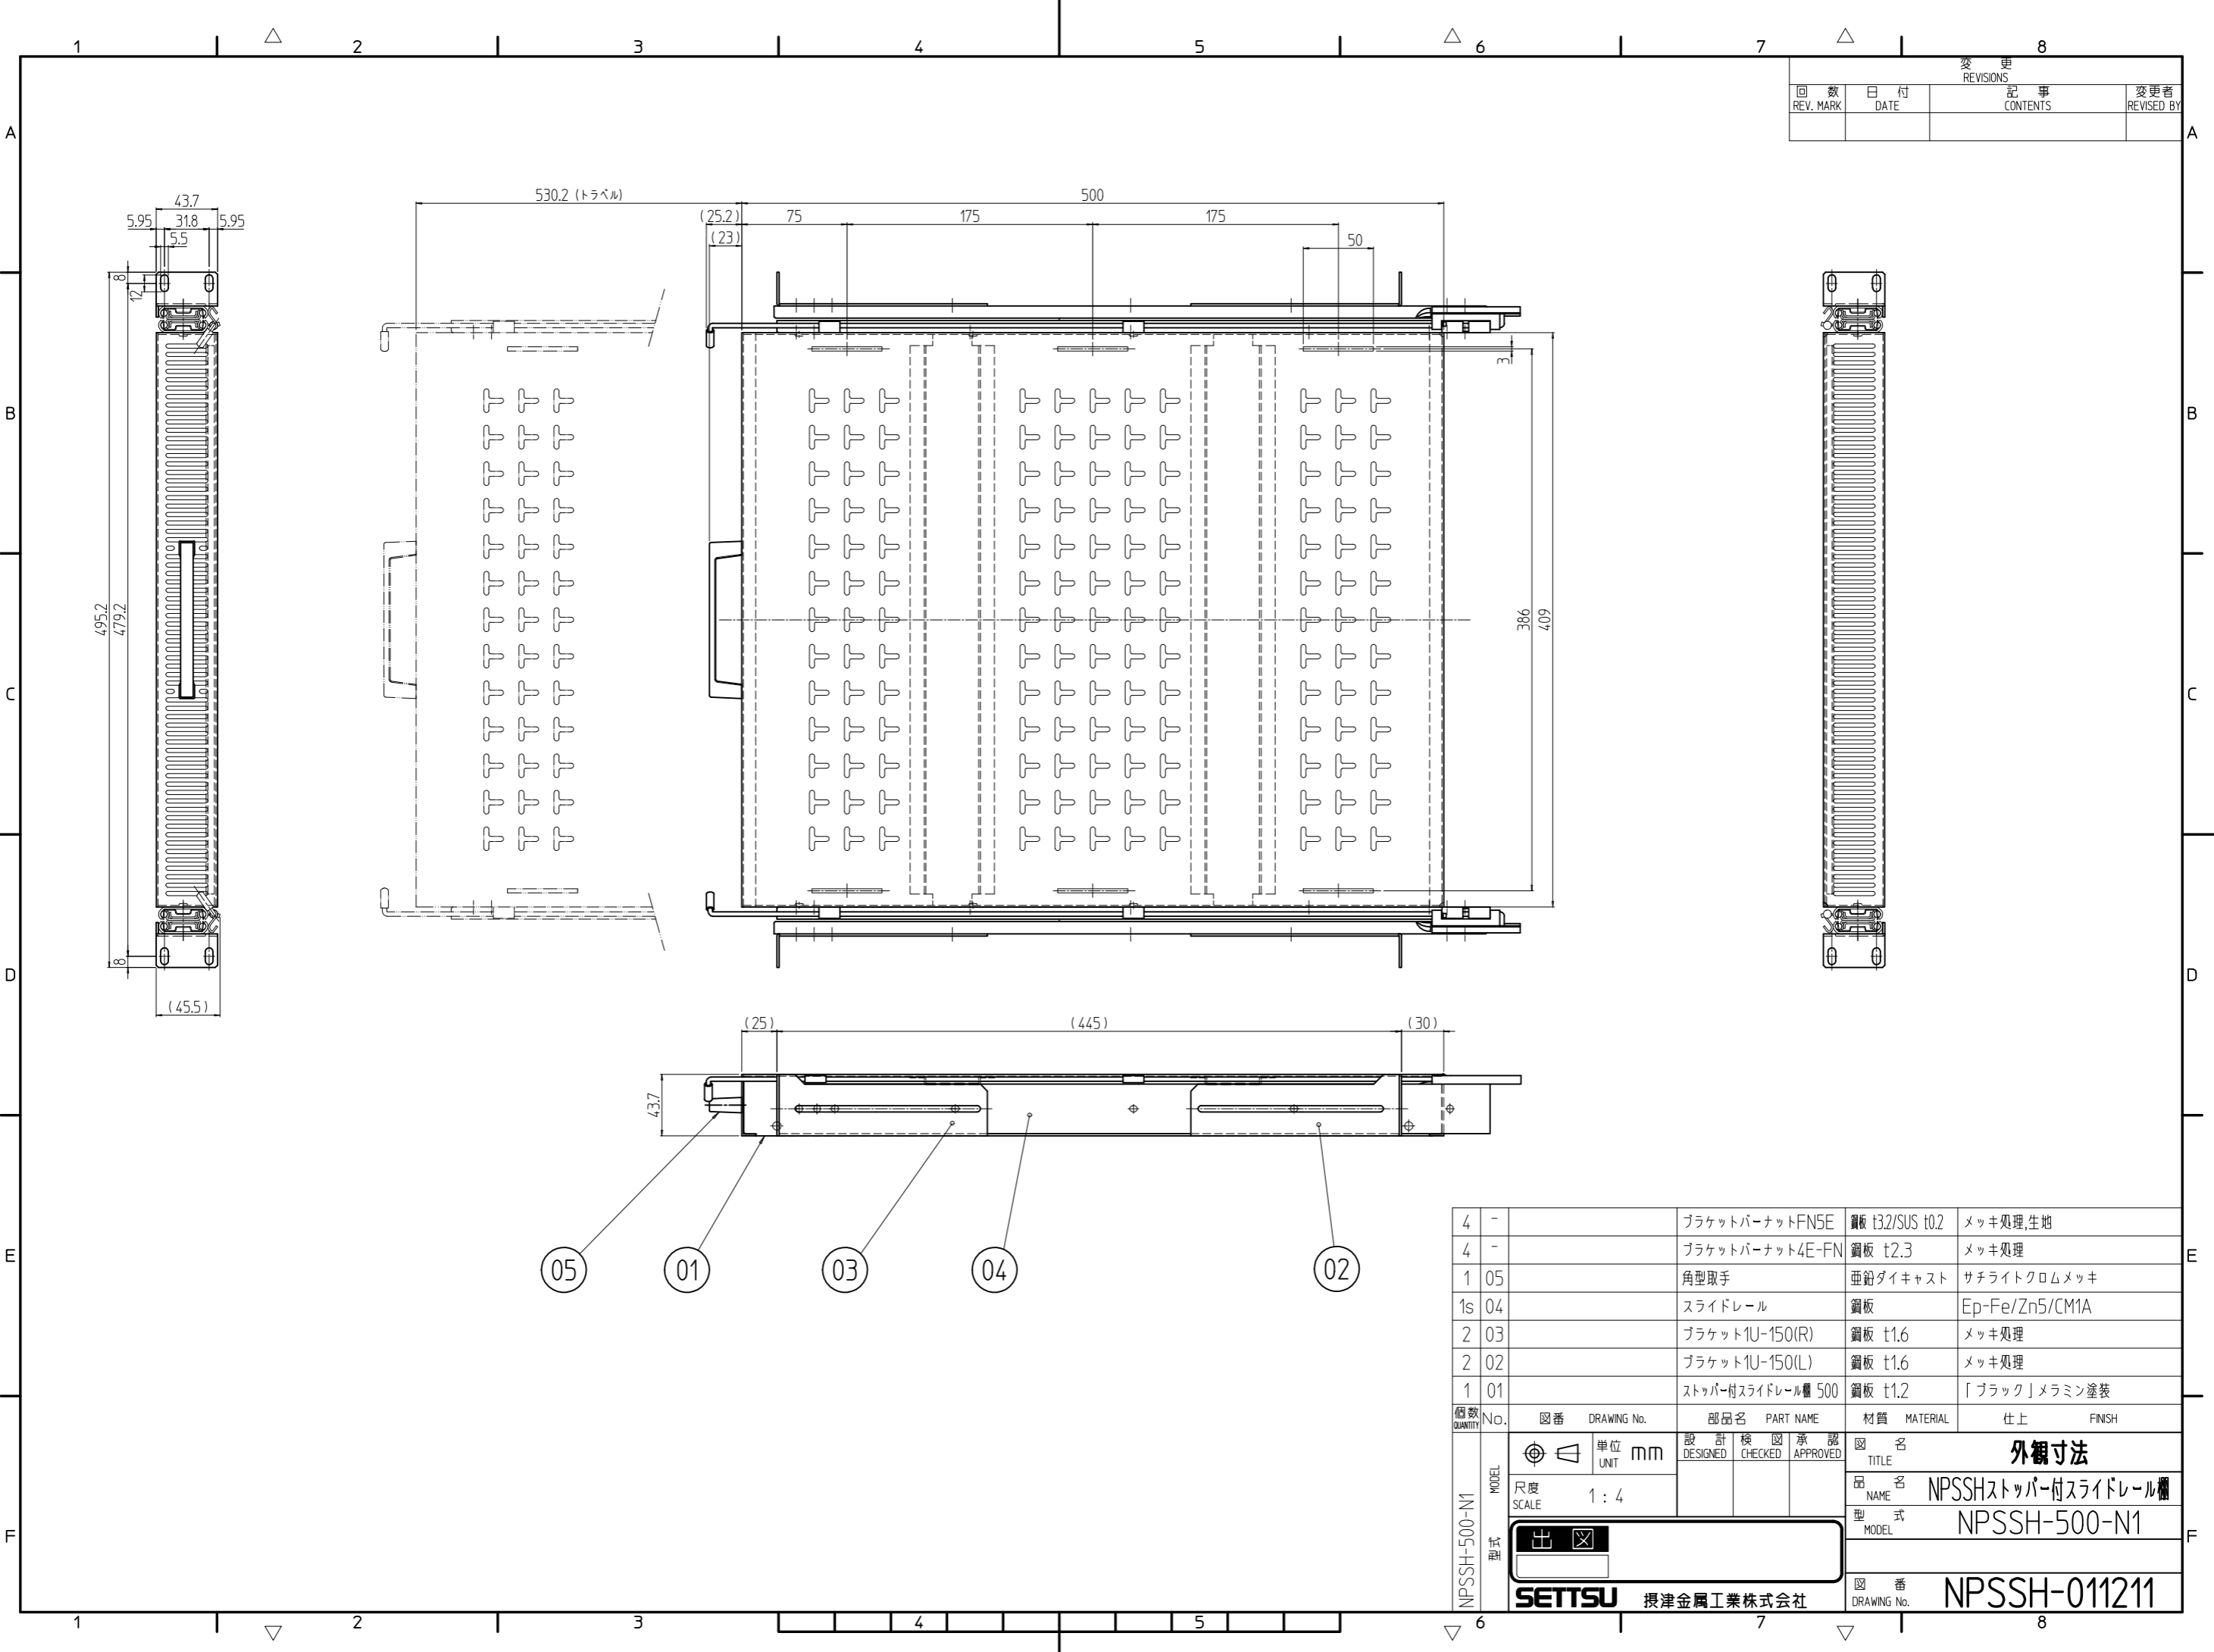 1 2 3 4 5 6 7 8
変更
REVISIONS
回数 日付 記事 変更者
REV. MARK DATE CONTENTS REVISED BY
A A
B B
C C
D D
E E
F F
530.2 (トラベル) 500
43.7
5.95 31.8 5.95
5.5
(25.2) 75 175 175
(23) 50
8
12
3
495.2
479.2
386
409
8
(45.5)
(25) (445) (30)
43.7
05 01 03 04 02
4 - ブラケットバーナットFN5E 鋼板 t3.2/SUS t0.2 メッキ処理,生地
4 - ブラケットバーナット4E-FN 鋼板 t2.3 メッキ処理
1 05 角型取手 亜鉛ダイキャスト サチライトクロムメッキ
1s 04 スライドレール 鋼板 Ep-Fe/Zn5/CM1A
2 03 ブラケット1U-150(R) 鋼板 t1.6 メッキ処理
2 02 ブラケット1U-150(L) 鋼板 t1.6 メッキ処理
1 01 ストッパー付スライドレール棚 500 鋼板 t1.2 「ブラック」メラミン塗装
個数 QUANTITY No. 図番 DRAWING No. 部品名 PART NAME 材質 MATERIAL 仕上 FINISH
NPSSH-500-N1
型式 MODEL
単位 UNIT mm
設計 DESIGNED 検図 CHECKED 承認 APPROVED
尺度 SCALE 1 : 4
図名 TITLE 外観寸法
品名 NAME NPSSHストッパー付スライドレール棚
型式 MODEL NPSSH-500-N1
出図
SETTSU 摂津金属工業株式会社
図番 DRAWING No. NPSSH-011211
1 2 3 4 5 6 7 8